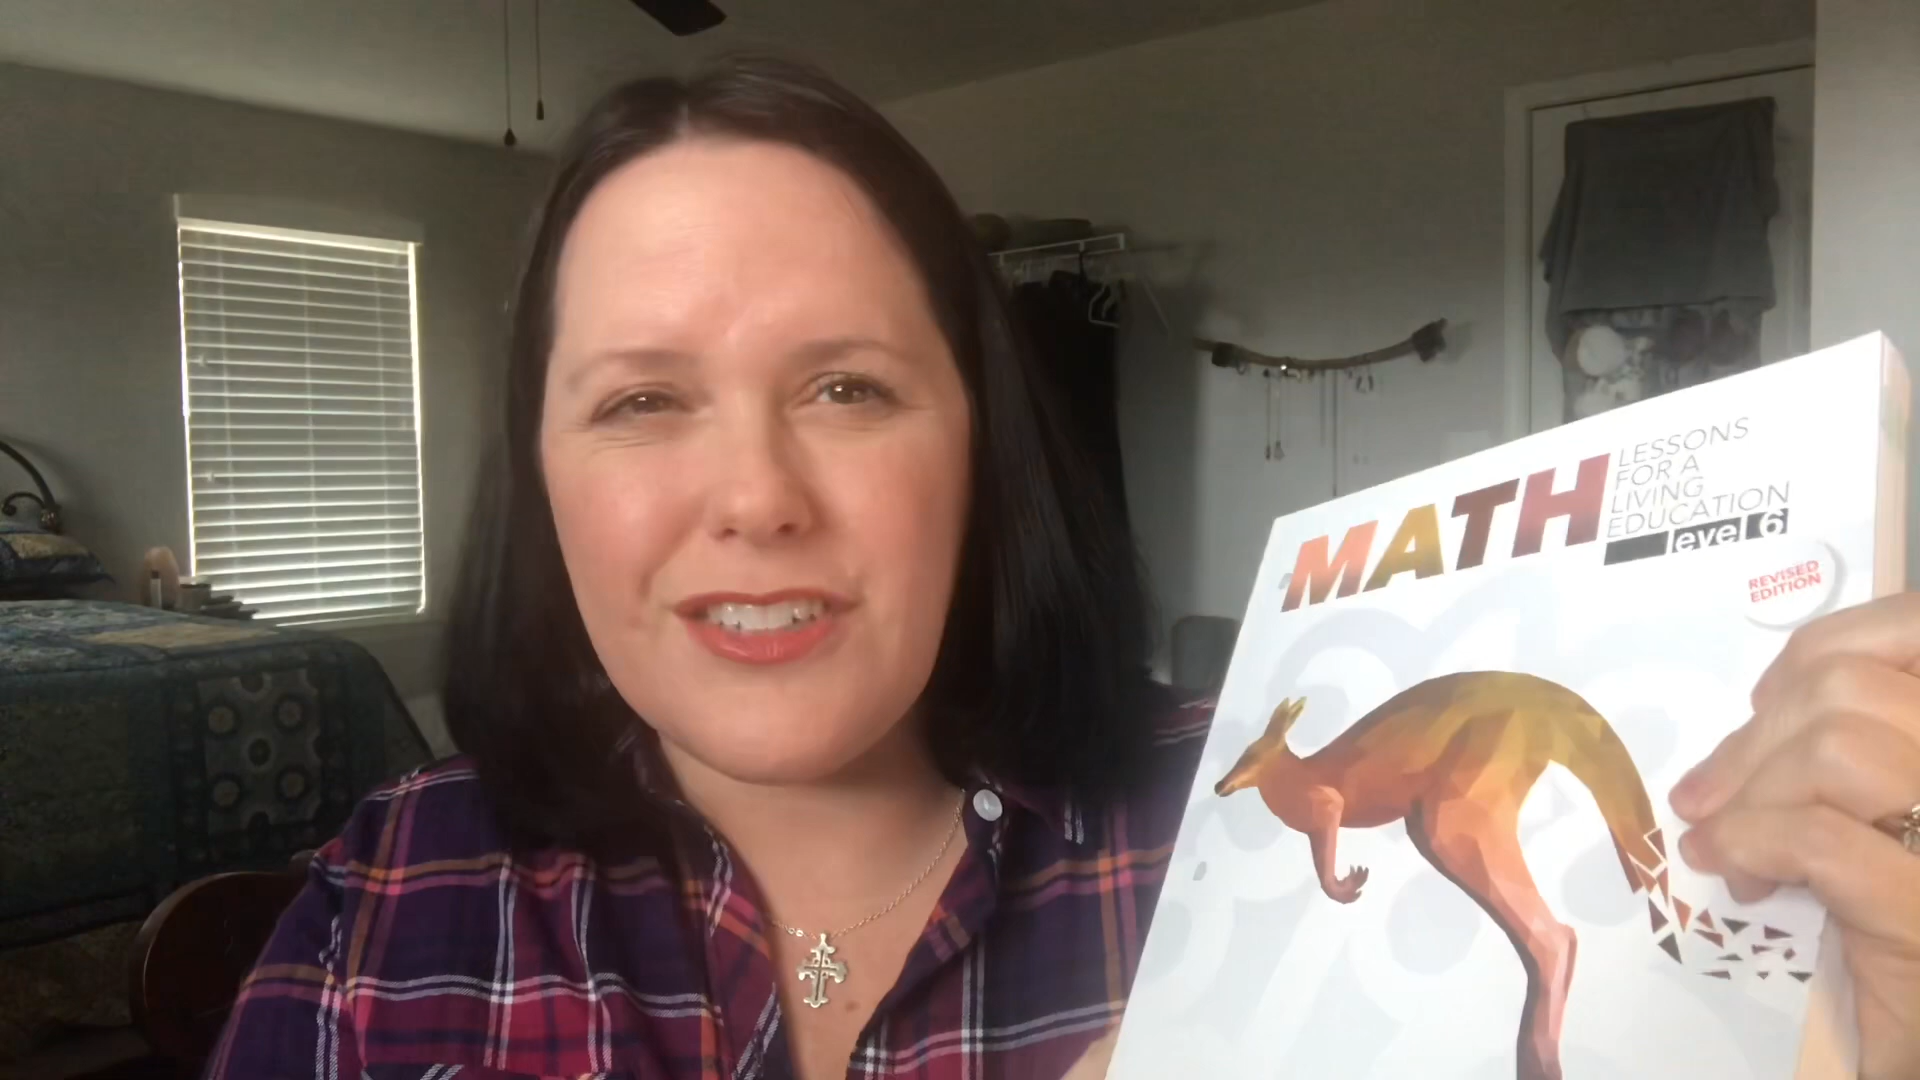 MATH
LESSONS
FOR A
LIVING
EDUCATION
level 6
REVISED
EDITION